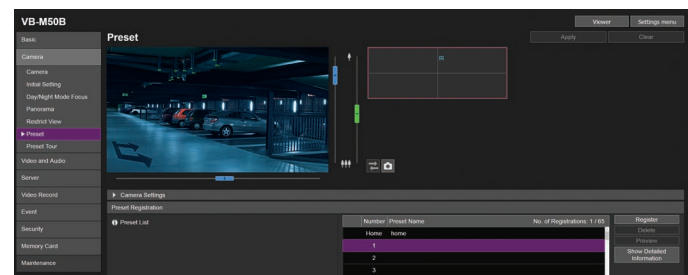 VB-M50B
Viewer
Settings menu
Basic
Preset
Apply
Clear
Camera
Camera
Initial Setting
Day/Night Mode Focus
Panorama
Restrict View
Preset
Preset Tour
Video and Audio
Server
Video Record
Event
Security
Memory Card
Maintenance
Camera Settings
Preset Registration
Preset List
Number Preset Name No. of Registrations: 1 / 65
Home home
1
2
3
Register
Delete
Preview
Show Detailed
Information